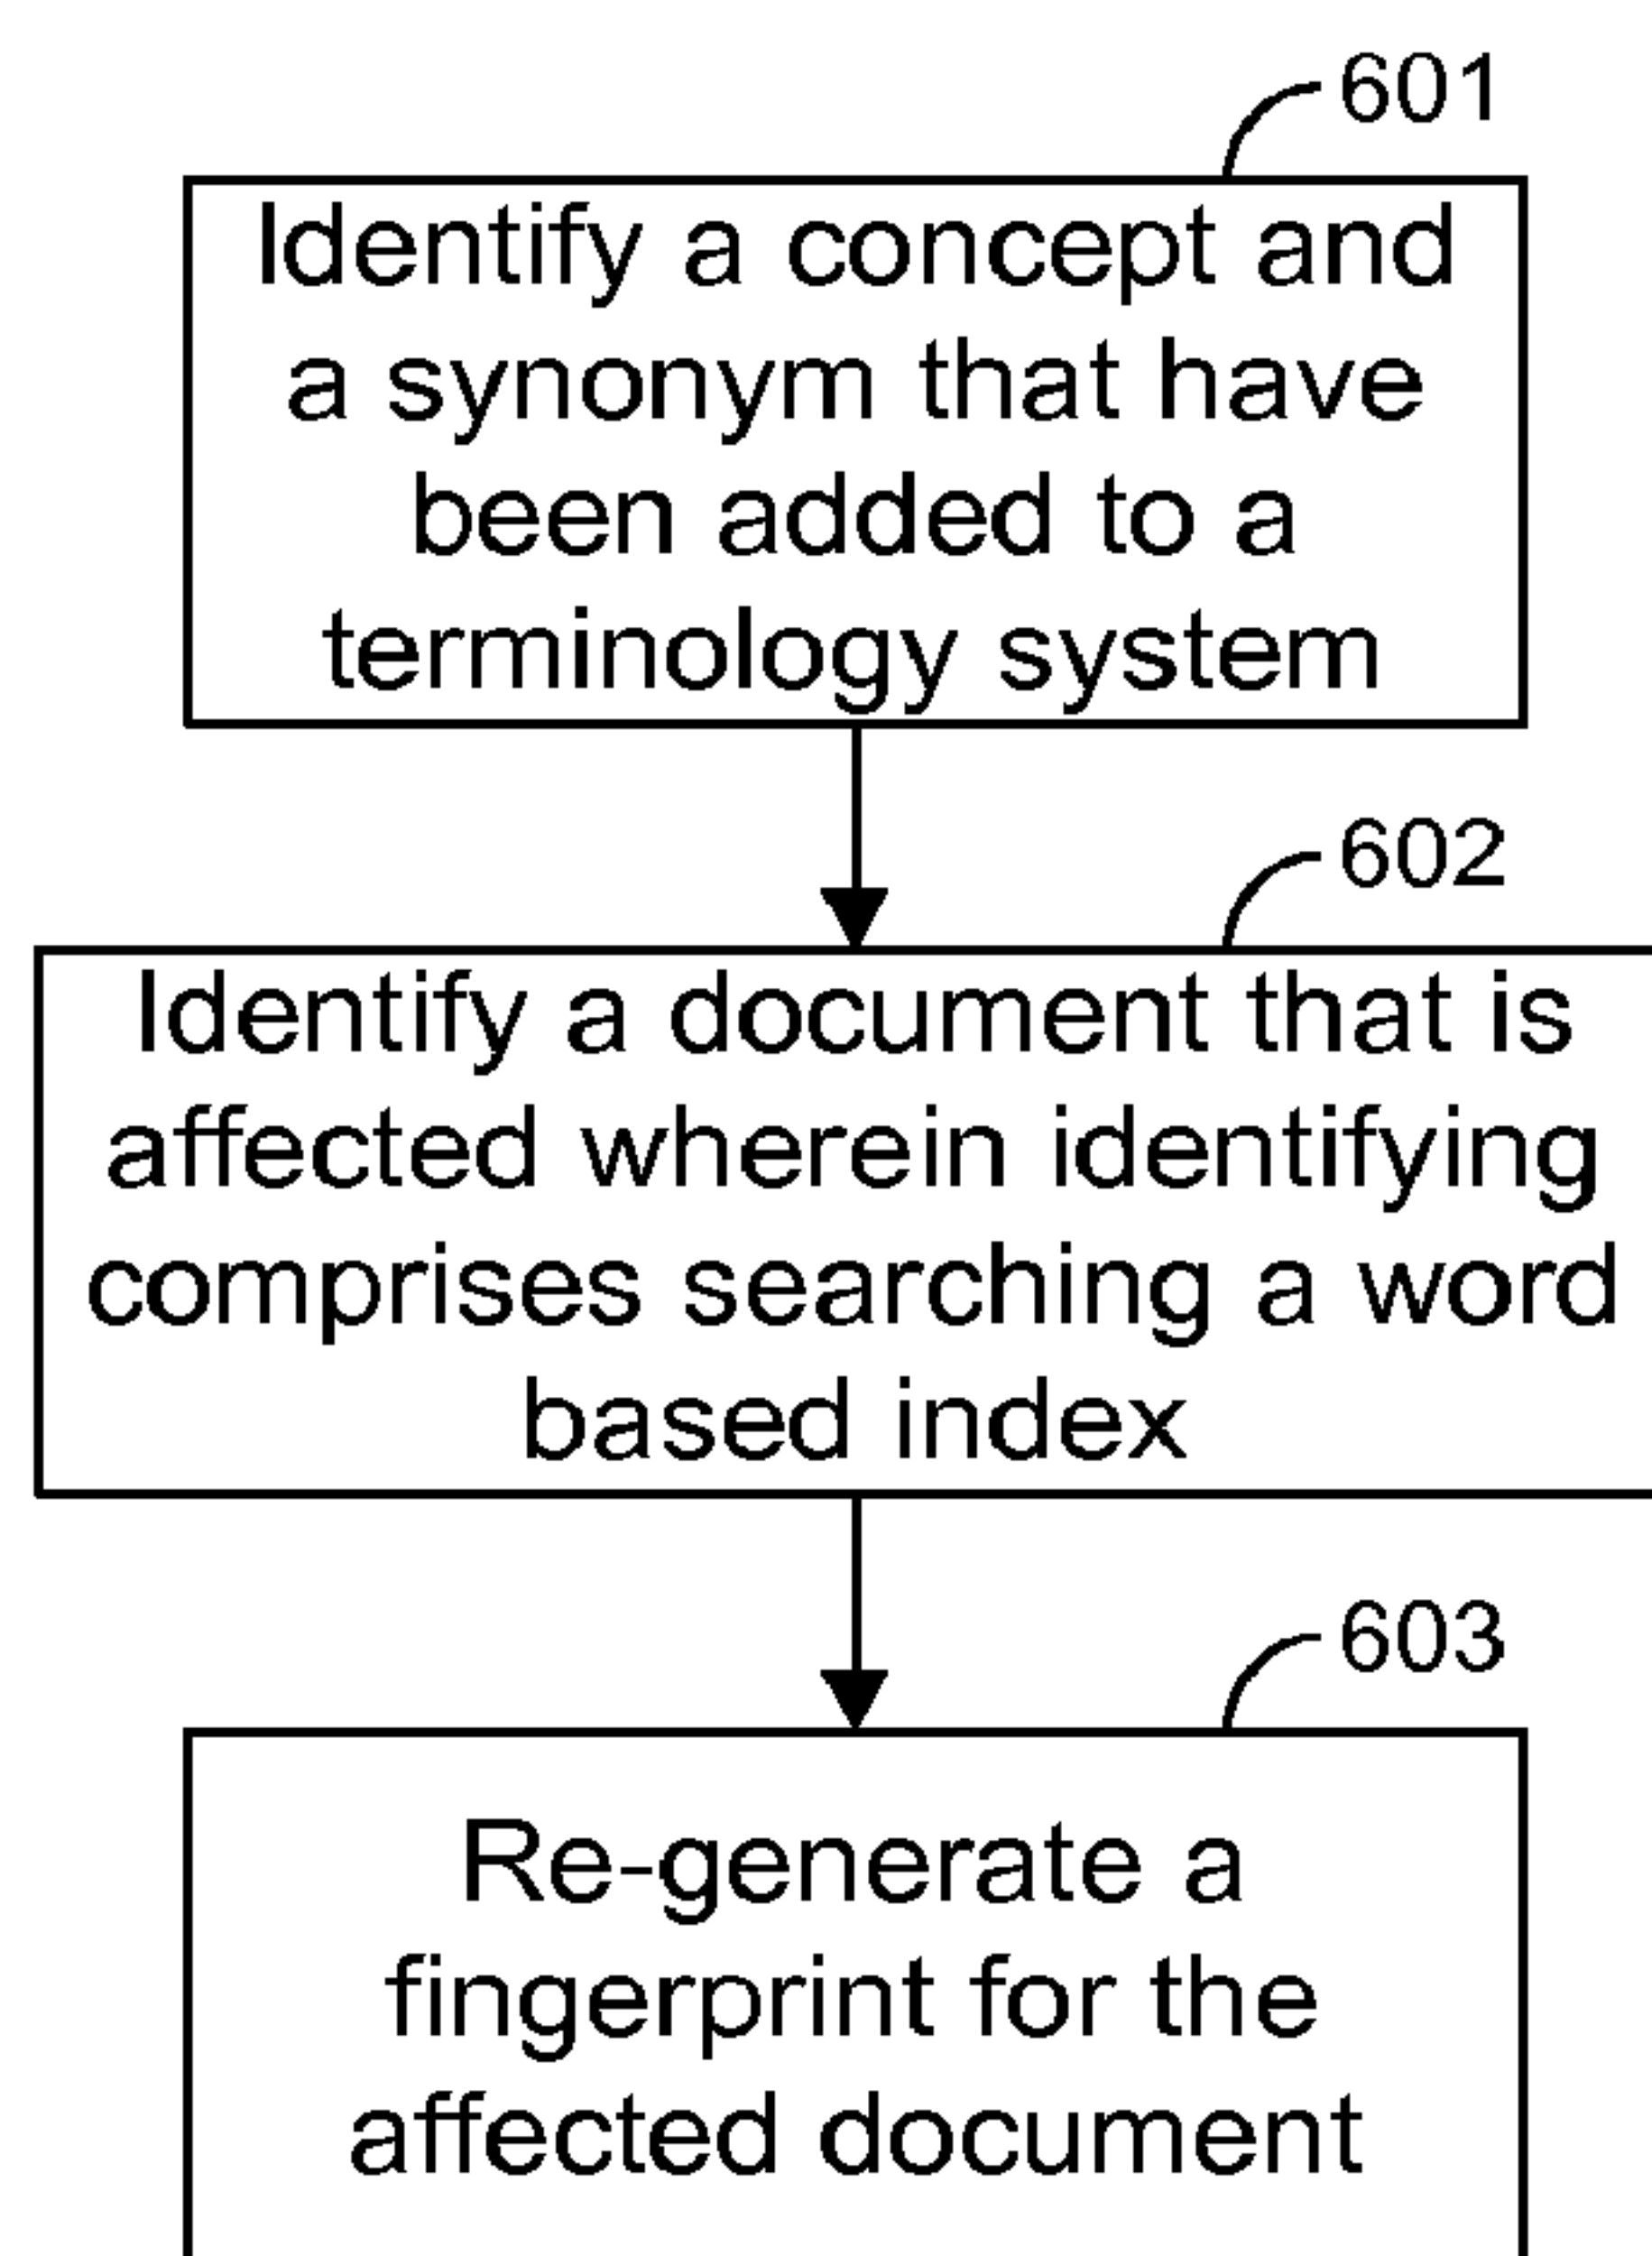 601
Identify a concept and
a synonym that have
been added to a
terminology system
602
Identify a document that is
affected wherein identifying
comprises searching a word
based index
603
Re-generate a
fingerprint for the
affected document